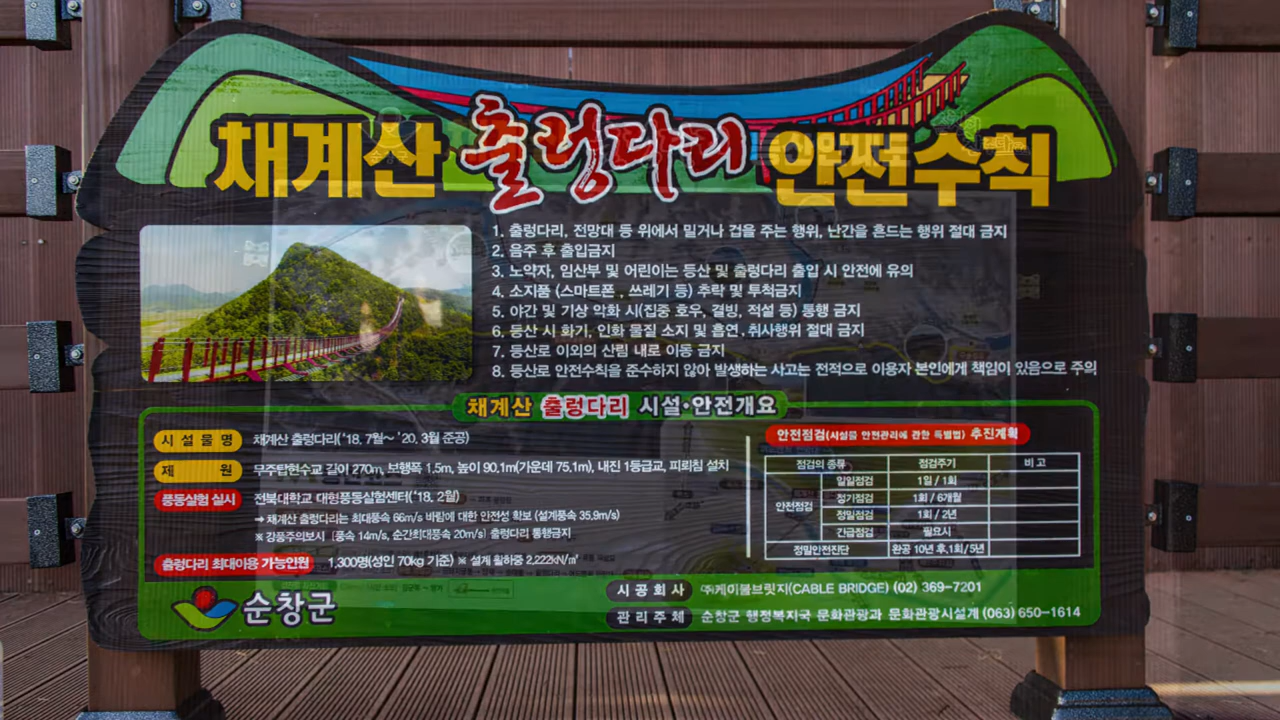 채계산 출렁다리 안전수칙
1. 출렁다리, 전망대 등 위에서 밀거나 겁을 주는 행위, 난간을 흔드는 행위 절대 금지
2. 음주 후 출입금지
3. 노약자, 임산부 및 어린이는 등산 및 출렁다리 출입 시 안전에 유의
4. 소지품 (스마트폰 , 쓰레기 등) 추락 및 투척금지
5. 야간 및 기상 악화 시(집중 호우, 결빙, 적설 등) 통행 금지
6. 등산 시 화기, 인화 물질 소지 및 흡연, 취사행위 절대 금지
7. 등산로 이외의 산림 내로 이동 금지
8. 등산로 안전수칙을 준수하지 않아 발생하는 사고는 전적으로 이용자 본인에게 책임이 있음으로 주의
채계산 출렁다리 시설•안전개요
시 설 물 명 채계산 출렁다리('18. 7월~ '20. 3월 준공)
제 원 무주탑현수교 길이 270m, 보행폭 1.5m, 높이 90.1m(가운데 75.1m), 내진 1등급교, 피뢰침 설치
풍동실험 실시 전북대학교 대형풍동실험센터('18. 2월)
➞ 채계산 출렁다리는 최대풍속 66m/s 바람에 대한 안전성 확보 (설계풍속 35.9m/s)
※ 강풍주의보시 (풍속 14m/s, 순간최대풍속 20m/s) 출렁다리 통행금지
출렁다리 최대이용 가능인원 1,300명(성인 70kg 기준) ※ 설계 활하중 2,222kN/㎡
안전점검(시설물 안전관리에 관한 특별법) 추진계획
점검의 종류 점검주기 비 고
안전점검 일일점검 1일 / 1회
정기점검 1회 / 6개월
정밀점검 1회 / 2년
긴급점검 필요시
정밀안전진단 완공 10년 후,1회/5년
순창군
시 공 회 사 ㈜케이블브릿지(CABLE BRIDGE) (02) 369-7201
관 리 주 체 순창군 행정복지국 문화관광과 문화관광시설계 (063) 650-1614